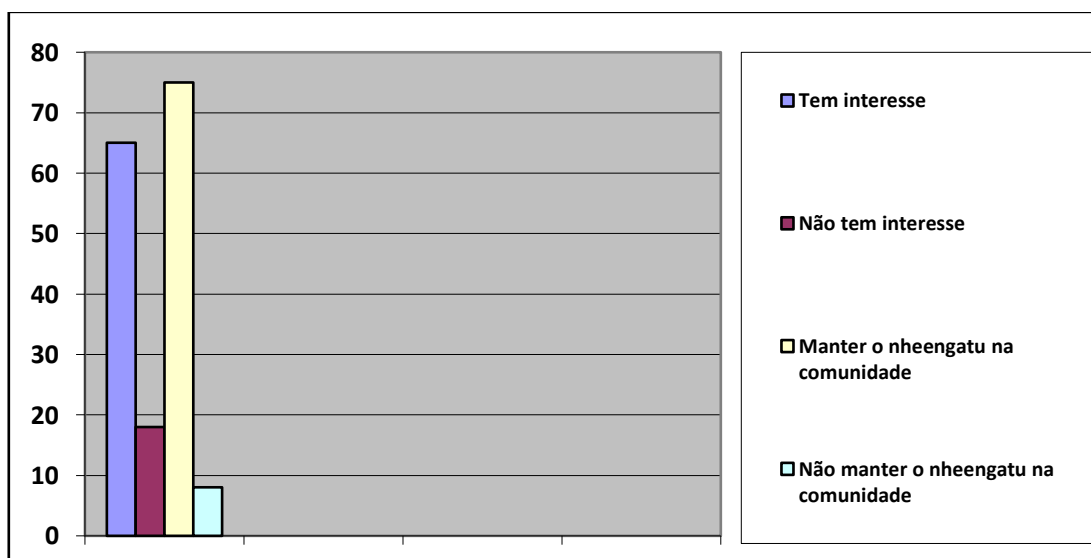 80
70
60
50
40
30
20
10
0
Tem interesse
Não tem interesse
Manter o nheengatu na
comunidade
Não manter o nheengatu na
comunidade